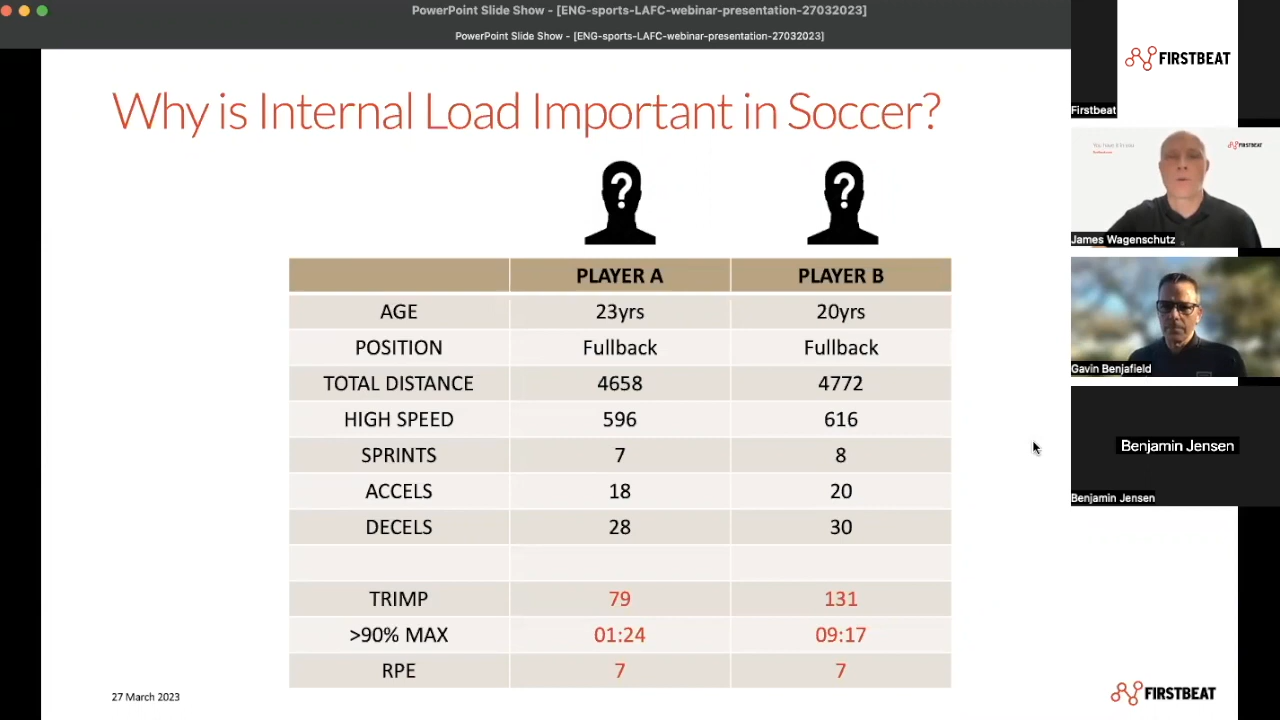 PowerPoint Slide Show - [ENG-sports-LAFC-webinar-presentation-27032023]
PowerPoint Slide Show - [ENG-sports-LAFC-webinar-presentation-27032023]
Why is Internal Load Important in Soccer?
? ?
PLAYER A PLAYER B
AGE 23yrs 20yrs
POSITION Fullback Fullback
TOTAL DISTANCE 4658 4772
HIGH SPEED 596 616
SPRINTS 7 8
ACCELS 18 20
DECELS 28 30
TRIMP 79 131
>90% MAX 01:24 09:17
RPE 7 7
27 March 2023
FIRSTBEAT
FIRSTBEAT
Firstbeat
FIRSTBEAT
James Wagenschutz
Gavin Benjafield
Benjamin Jensen
Benjamin Jensen